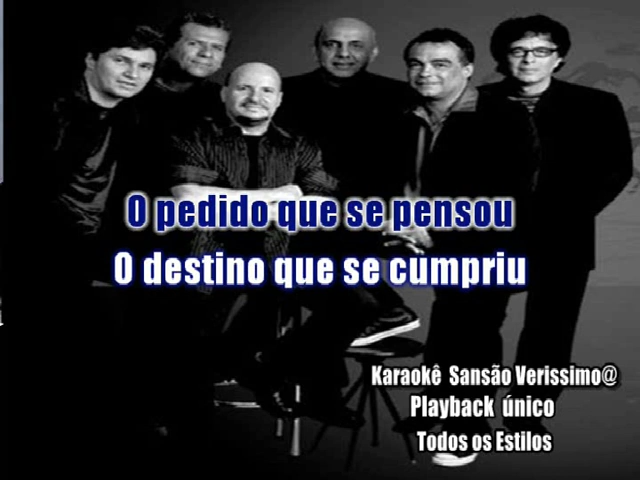 O pedido que se pensou
O destino que se cumpriu
Karaokê Sansão Verissimo@
Playback único
Todos os Estilos